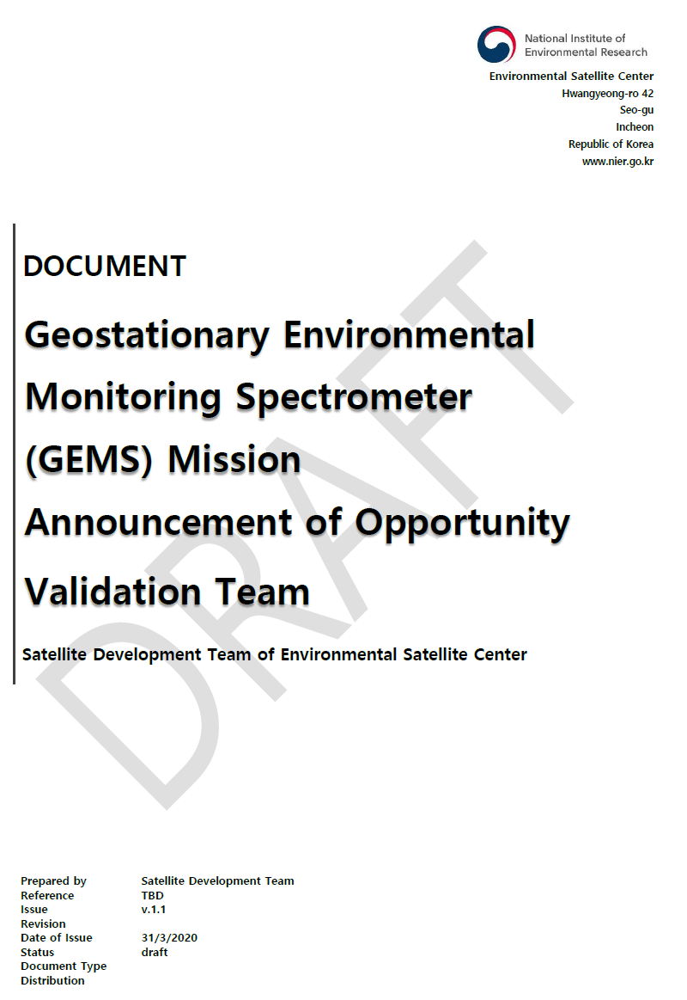 National Institute of
Environmental Research
Environmental Satellite Center
Hwangyeong-ro 42
Seo-gu
Incheon
Republic of Korea
www.nier.go.kr
DOCUMENT
Geostationary Environmental
Monitoring Spectrometer
(GEMS) Mission
Announcement of Opportunity
Validation Team
Satellite Development Team of Environmental Satellite Center
DRAFT
Prepared by Satellite Development Team
Reference TBD
Issue v.1.1
Revision
Date of Issue 31/3/2020
Status draft
Document Type
Distribution